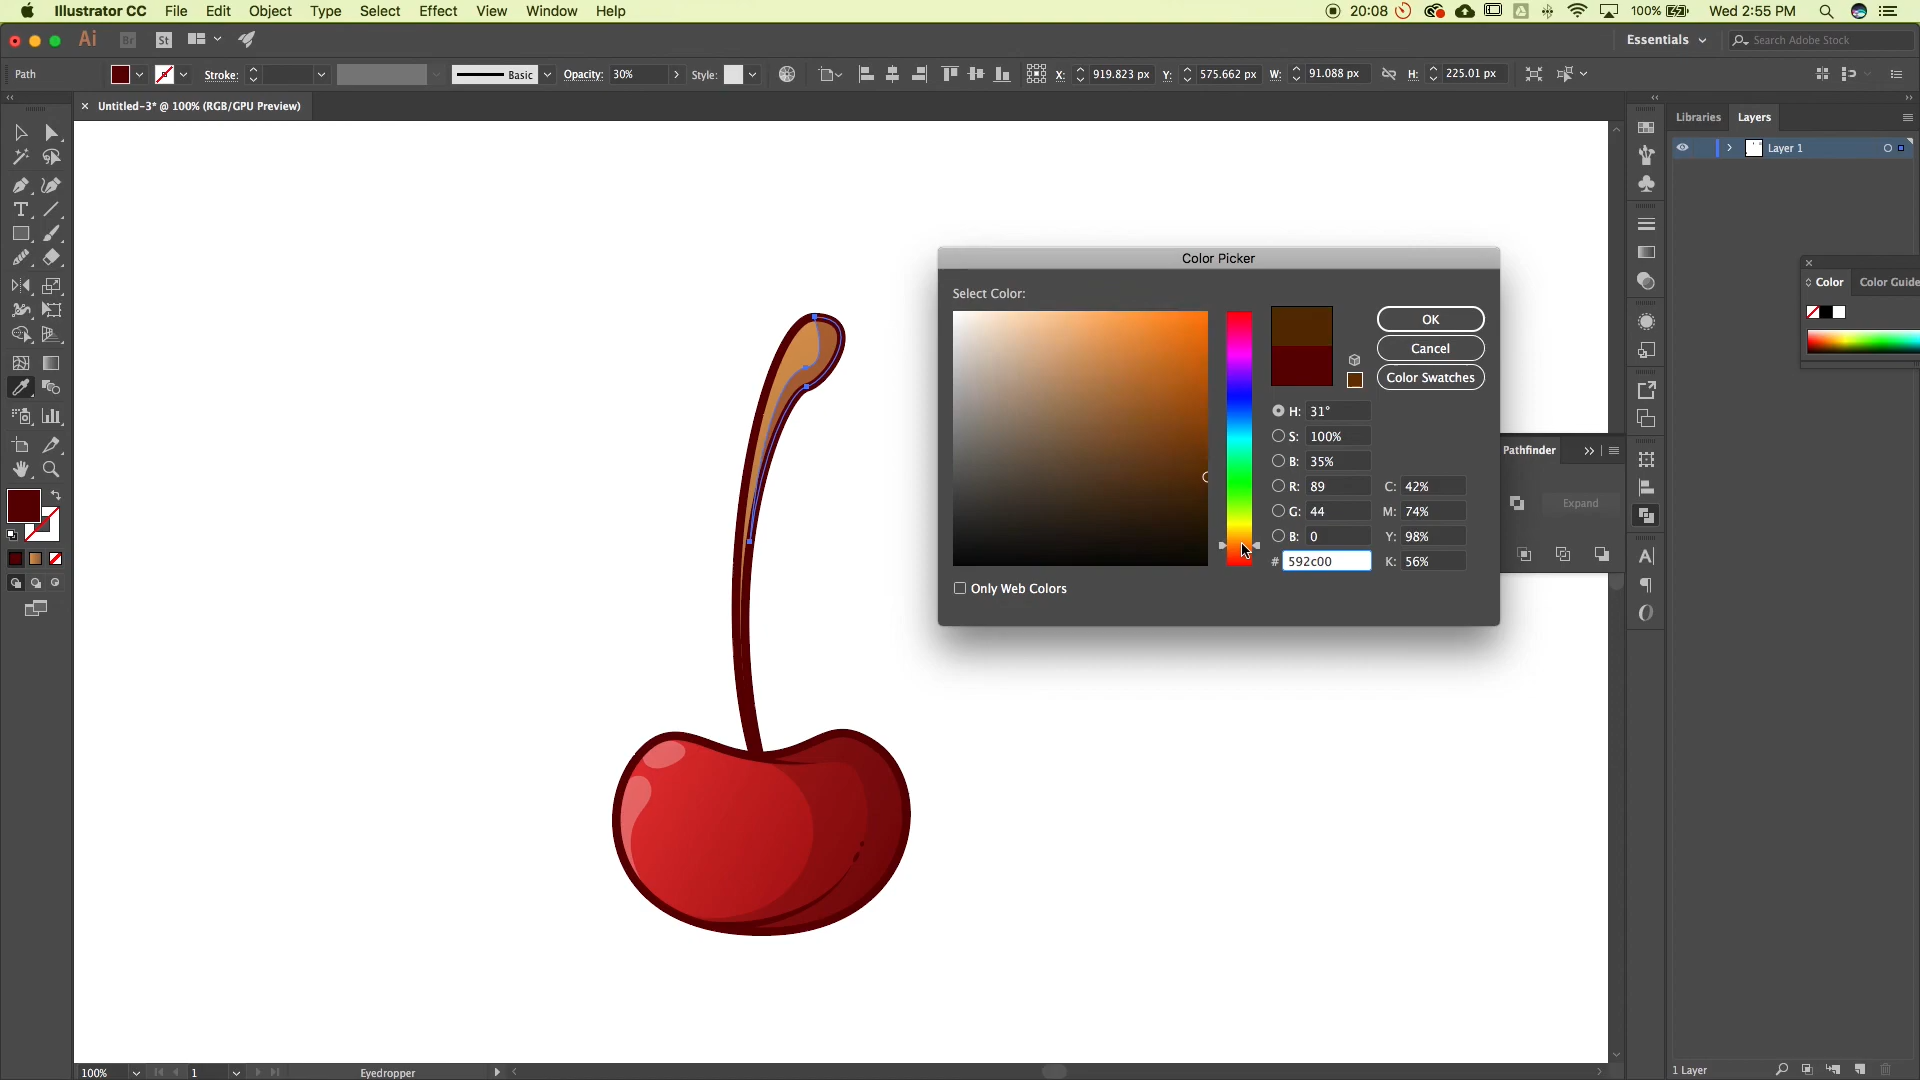 Illustrator CC File Edit Object Type Select Effect View Window Help 20:08 100% Wed 2:55 PM
Ai Br St Essentials Search Adobe Stock
Path Stroke: Basic Opacity: 30% Style: X: 919.823 px Y: 575.662 px W: 91.088 px H: 225.01 px
Untitled-3* @ 100% (RGB/GPU Preview)
Libraries Layers
Layer 1
Color Picker
Select Color:
OK
Cancel
Color Swatches
H: 31°
S: 100%
B: 35%
R: 89 C: 42%
G: 44 M: 74%
B: 0 Y: 98%
# 592c00 K: 56%
Only Web Colors
Color Color Guide
Pathfinder
Expand
100% 1 Eyedropper
1 Layer